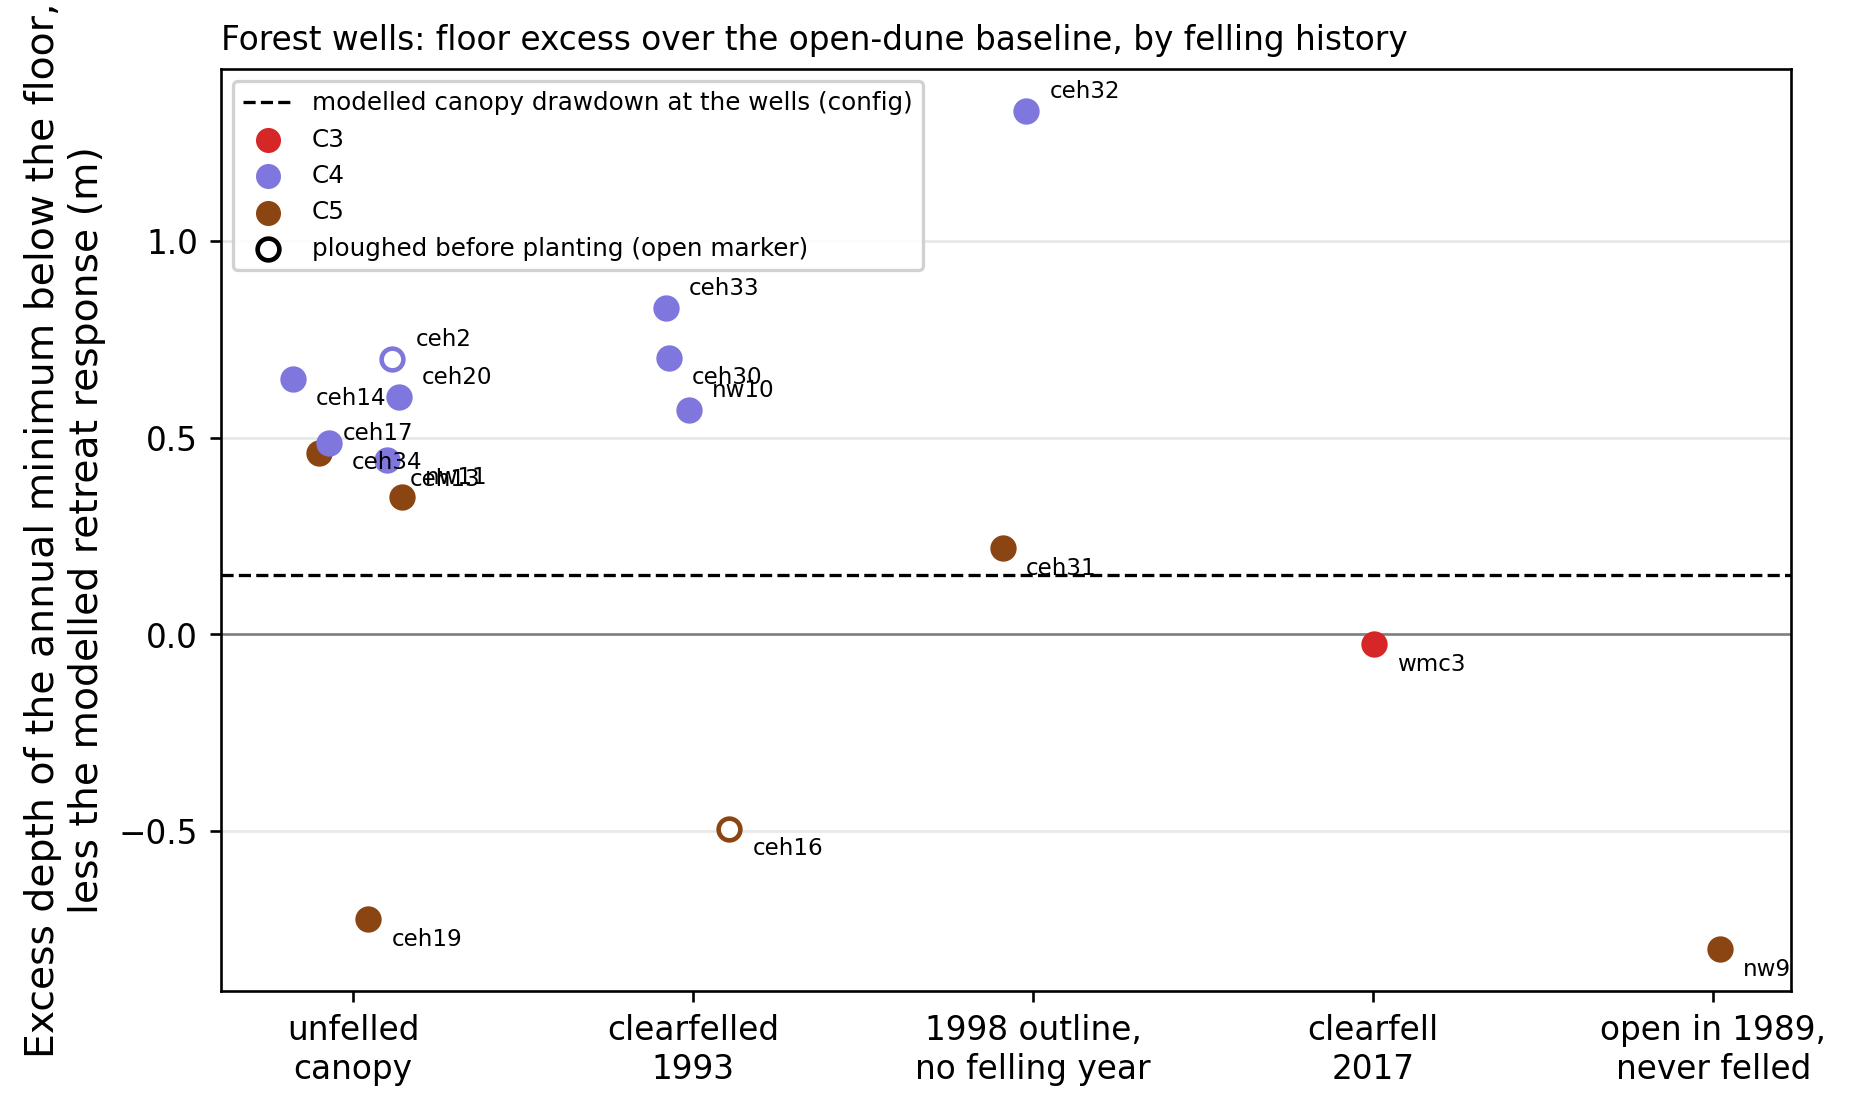 Forest wells: floor excess over the open-dune baseline, by felling history
Excess depth of the annual minimum below the floor,
less the modelled retreat response (m)
modelled canopy drawdown at the wells (config)
C3
C4
C5
ploughed before planting (open marker)
1.0
0.5
0.0
−0.5
ceh32
ceh33
ceh2
ceh20
ceh30
nw10
ceh14
ceh17
ceh34
nw11
ceh13
ceh31
wmc3
ceh16
ceh19
nw9
unfelled
canopy
clearfelled
1993
1998 outline,
no felling year
clearfell
2017
open in 1989,
never felled